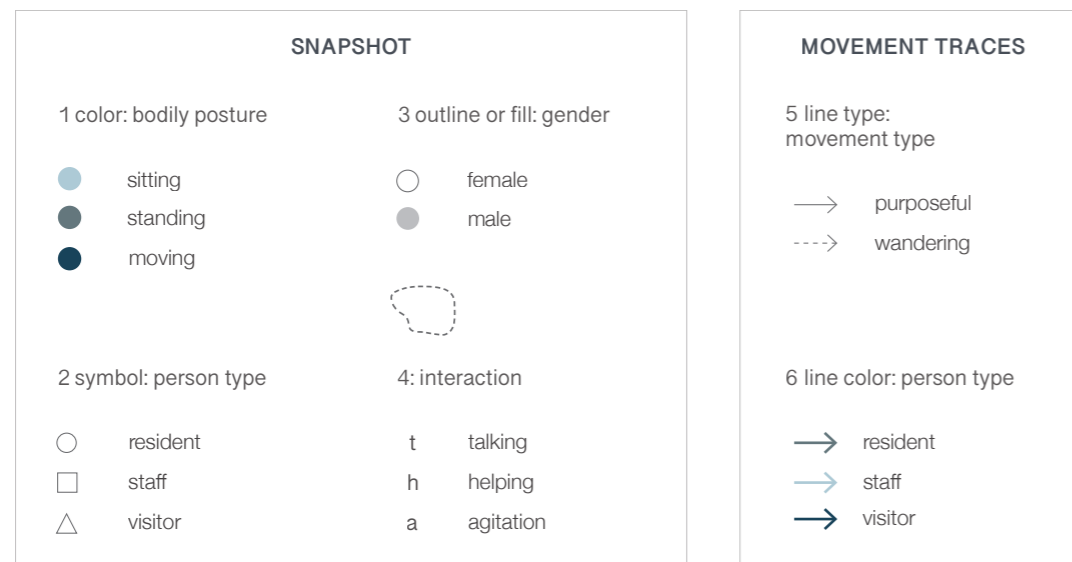 SNAPSHOT
1 color: bodily posture
sitting
standing
moving
3 outline or fill: gender
female
male
2 symbol: person type
resident
staff
visitor
4: interaction
t talking
h helping
a agitation
MOVEMENT TRACES
5 line type:
movement type
purposeful
wandering
6 line color: person type
resident
staff
visitor